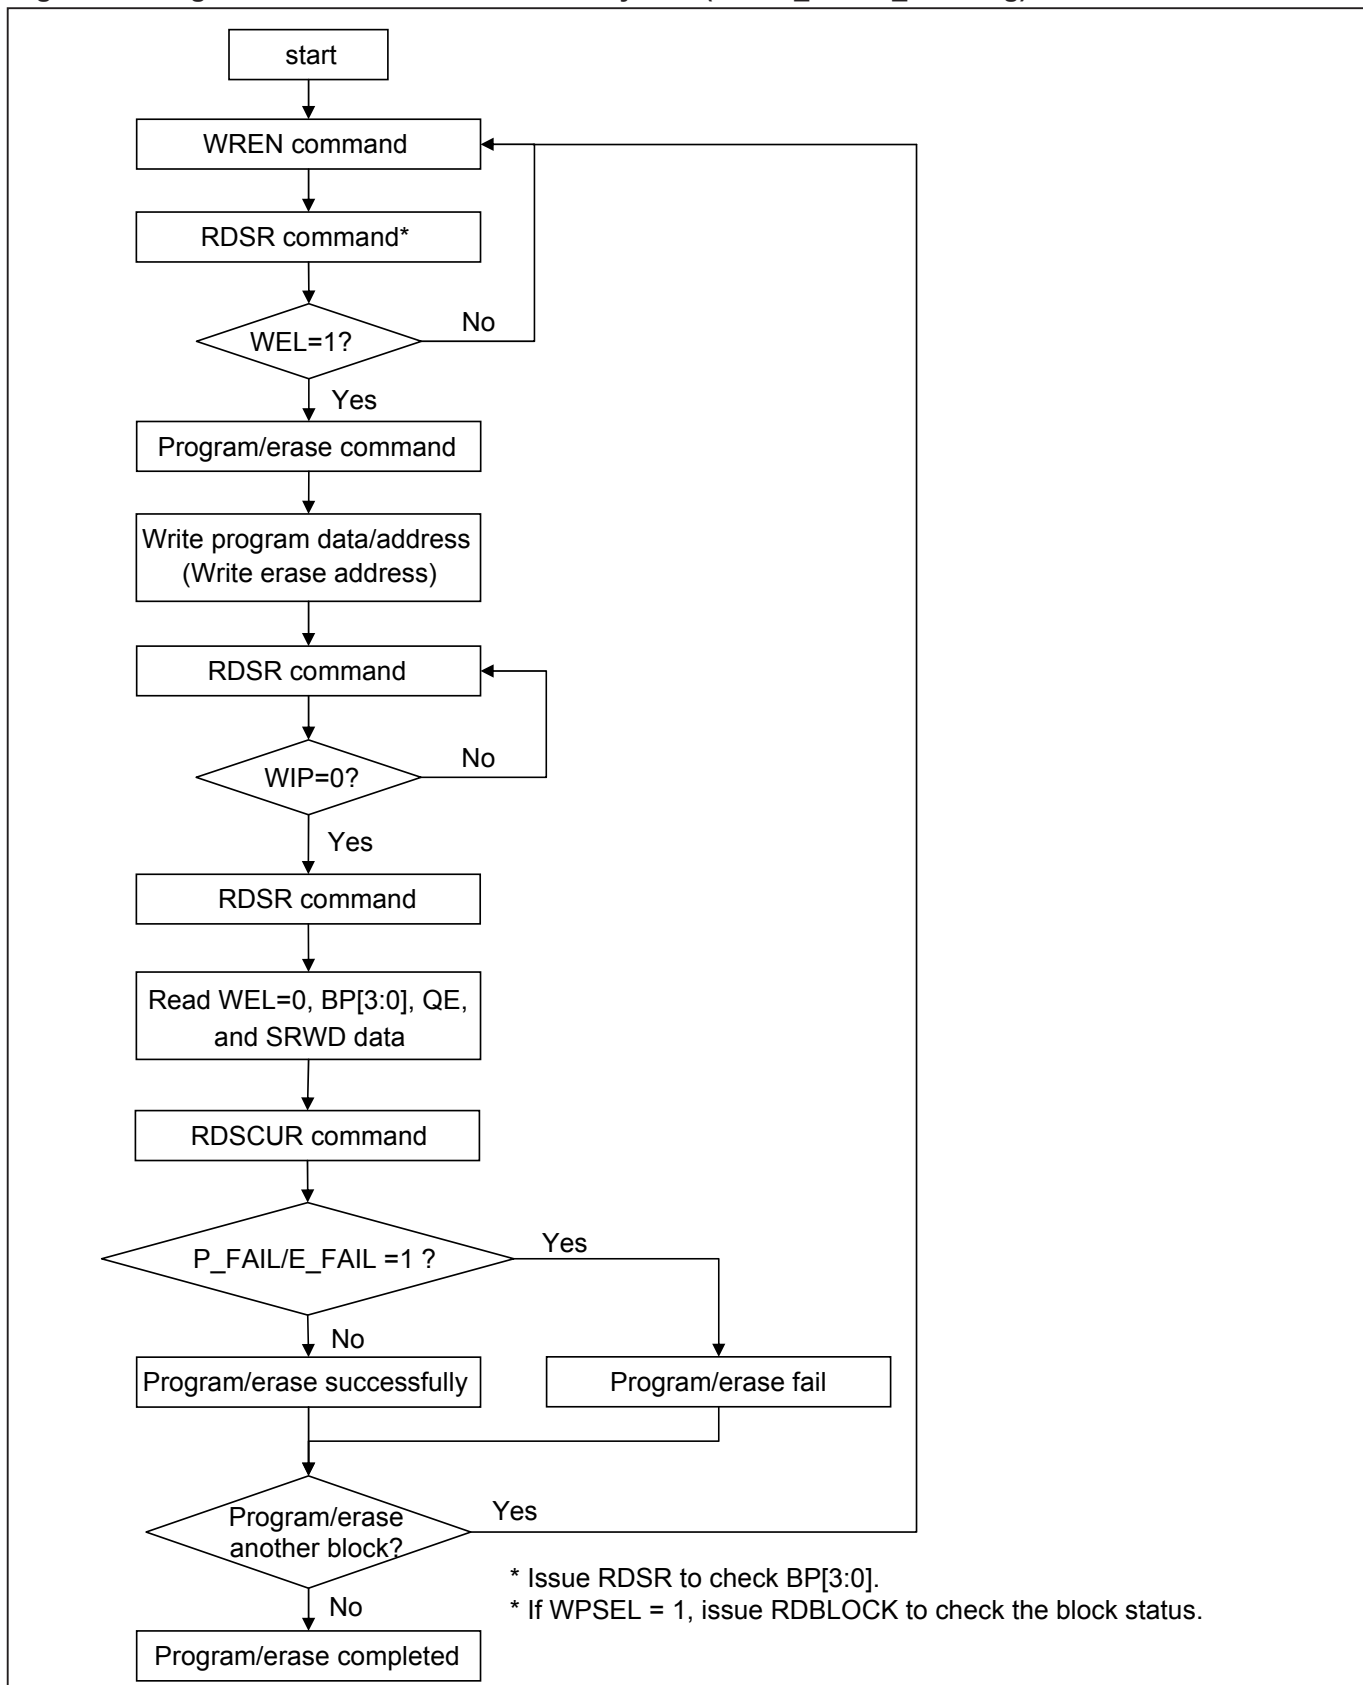 start
WREN command
RDSR command*
WEL=1?
No
Yes
Program/erase command
Write program data/address
(Write erase address)
RDSR command
WIP=0?
No
Yes
RDSR command
Read WEL=0, BP[3:0], QE,
and SRWD data
RDSCUR command
P_FAIL/E_FAIL =1 ?
Yes
No
Program/erase successfully
Program/erase fail
Program/erase
another block?
Yes
* Issue RDSR to check BP[3:0].
* If WPSEL = 1, issue RDBLOCK to check the block status.
No
Program/erase completed